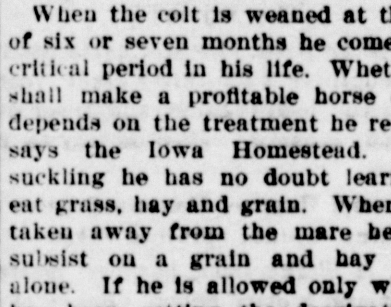 When the colt is weaned at t
of six or seven months he come
critical period in his life. Whet
shall make a profitable horse
depends on the treatment he re
says the Iowa Homestead.
suckling he has no doubt lear
eat grass, hay and grain. When
taken away from the mare he
subsist on a grain and hay
alone. If he is allowed only w